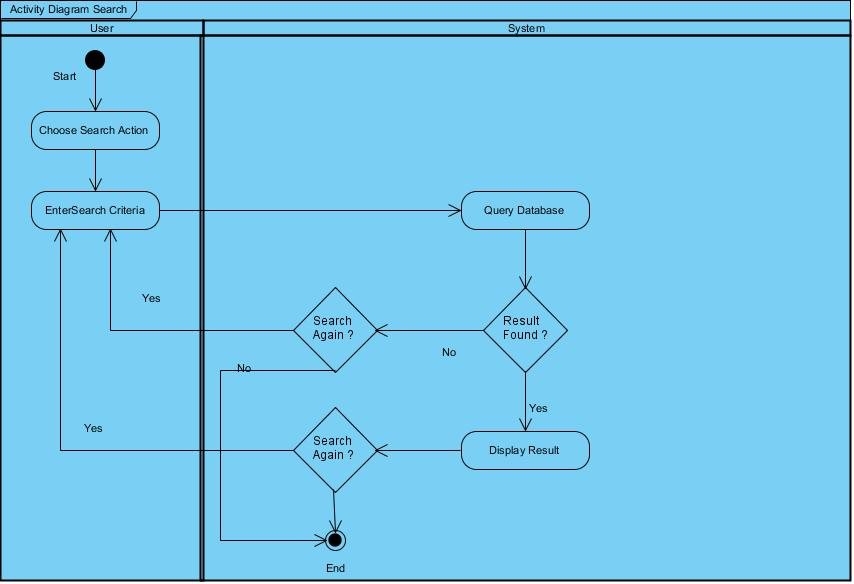 Activity Diagram Search
User
System
Start
Choose Search Action
EnterSearch Criteria
Query Database
Yes
Search
Again ?
Result
Found ?
No
No
Yes
Yes
Search
Again ?
Display Result
End